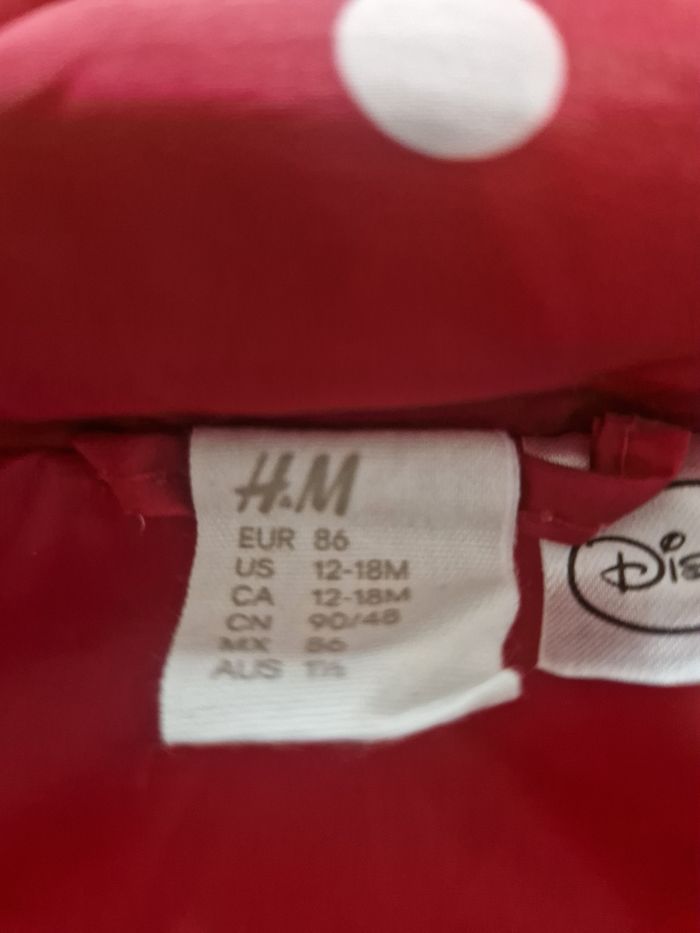 H&M
EUR 86
US 12-18M
CA 12-18M
CN 90/48
MX 86
AUS 1½
Dis